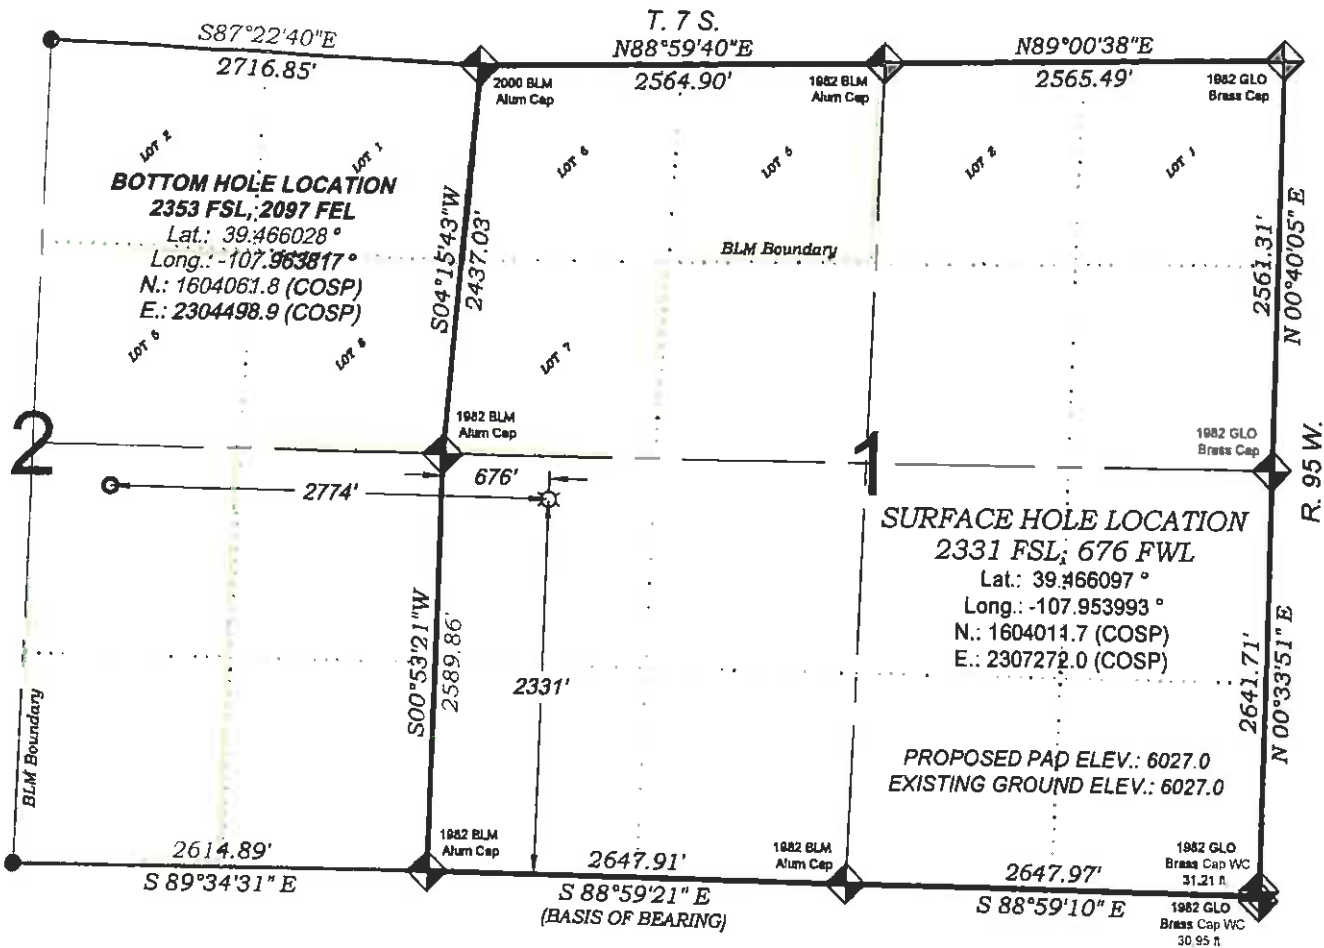 T. 7 S.
S87°22'40"E
2716.85'
N88°59'40"E
2564.90'
N89°00'38"E
2565.49'
2000 BLM
Alum Cap
1982 BLM
Alum Cap
1982 GLO
Brass Cap
LOT 2
LOT 1
LOT 6
LOT 5
LOT 2
LOT 1
BOTTOM HOLE LOCATION
2353 FSL, 2097 FEL
Lat.: 39.466028 °
Long.: -107.963817 °
N.: 1604061.8 (COSP)
E.: 2304498.9 (COSP)
S04°15'43"W
2437.03'
BLM Boundary
2561.31'
N 00°40'05" E
LOT 8
LOT 7
1982 BLM
Alum Cap
1982 GLO
Brass Cap
R. 95 W.
2
1
676'
2774'
SURFACE HOLE LOCATION
2331 FSL, 676 FWL
Lat.: 39.466097 °
Long.: -107.953993 °
N.: 1604011.7 (COSP)
E.: 2307272.0 (COSP)
S00°53'21"W
2589.86'
2331'
2641.71'
N 00°33'51" E
BLM Boundary
PROPOSED PAD ELEV.: 6027.0
EXISTING GROUND ELEV.: 6027.0
2614.89'
S 89°34'31" E
1982 BLM
Alum Cap
2647.91'
S 88°59'21" E
(BASIS OF BEARING)
1982 BLM
Alum Cap
2647.97'
S 88°59'10" E
1982 GLO
Brass Cap WC
31.21 ft
1982 GLO
Brass Cap WC
30.95 ft